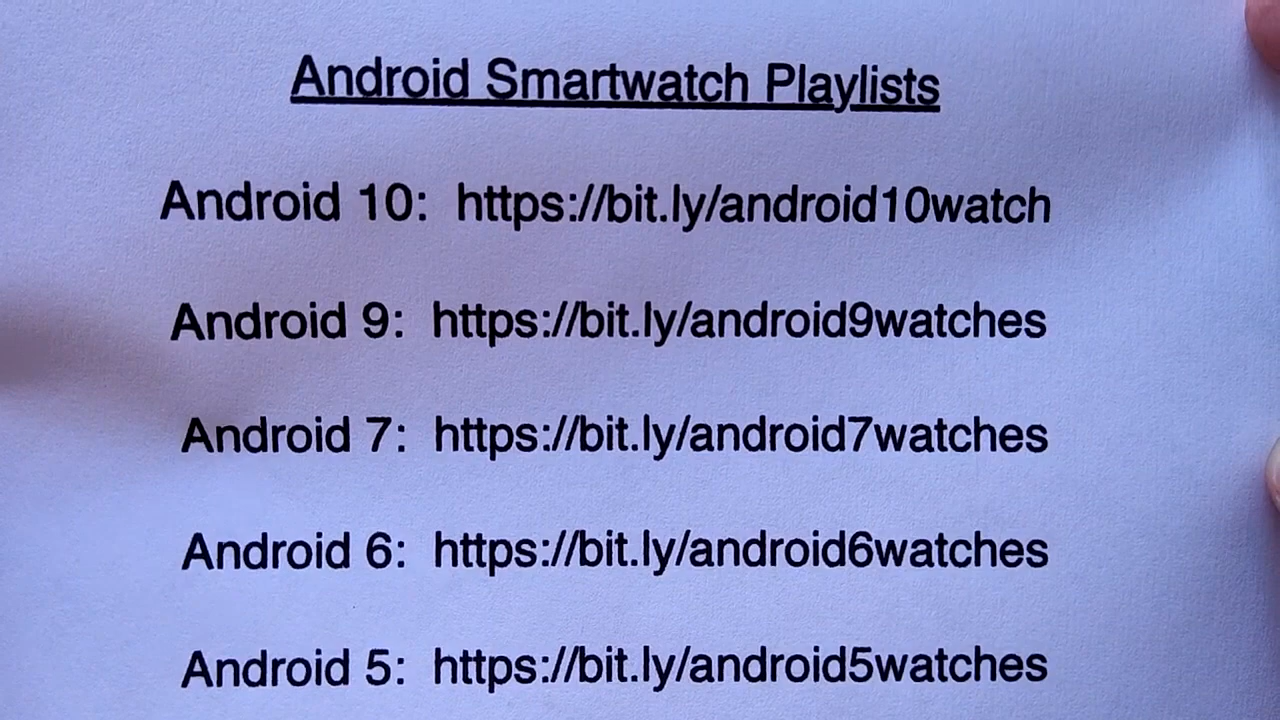 Android Smartwatch Playlists
Android 10: https://bit.ly/android10watch
Android 9: https://bit.ly/android9watches
Android 7: https://bit.ly/android7watches
Android 6: https://bit.ly/android6watches
Android 5: https://bit.ly/android5watches